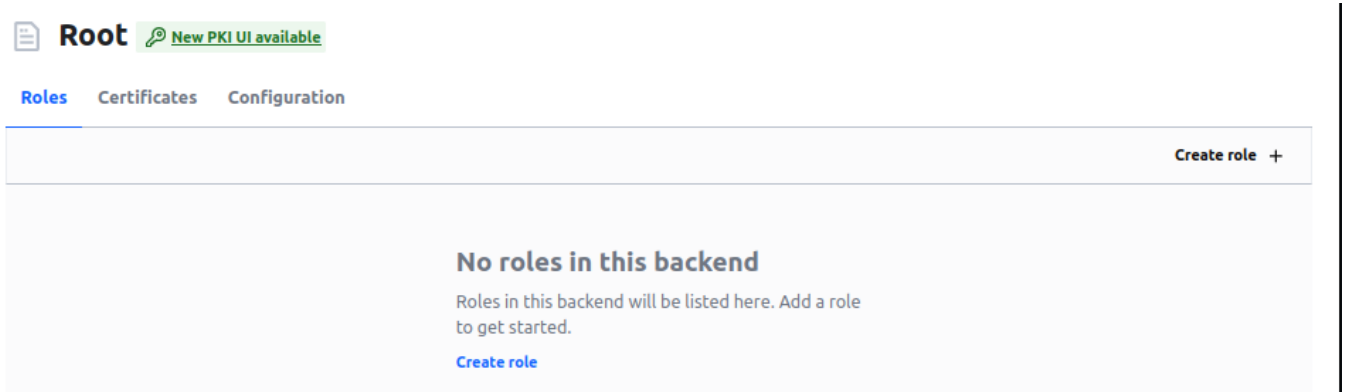 Root New PKI UI available
Roles Certificates Configuration
Create role +
No roles in this backend
Roles in this backend will be listed here. Add a role
to get started.
Create role